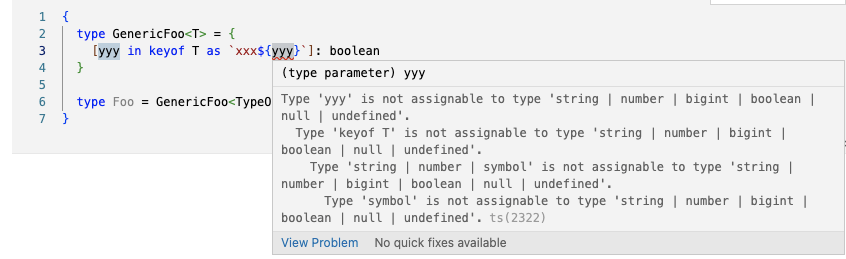 1 {
2 type GenericFoo<T> = {
3 [yyy in keyof T as `xxx${yyy}`]: boolean
4 }
5
6 type Foo = GenericFoo<TypeO
7 }
(type parameter) yyy
Type 'yyy' is not assignable to type 'string | number | bigint | boolean |
null | undefined'.
Type 'keyof T' is not assignable to type 'string | number | bigint |
boolean | null | undefined'.
Type 'string | number | symbol' is not assignable to type 'string |
number | bigint | boolean | null | undefined'.
Type 'symbol' is not assignable to type 'string | number | bigint |
boolean | null | undefined'. ts(2322)
View Problem No quick fixes available